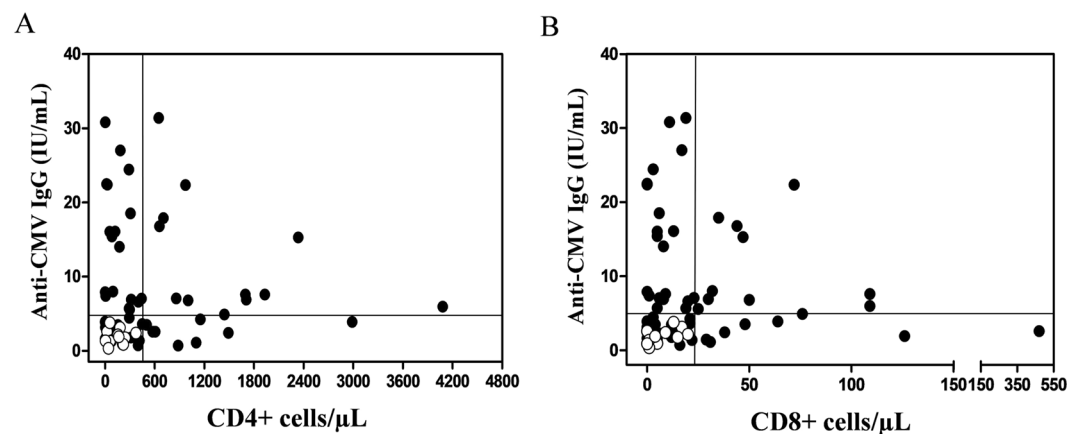 A
B
Anti-CMV IgG (IU/mL)
40
30
20
10
0
0 600 1200 1800 2400 3000 3600 4200 4800
CD4+ cells/µL
Anti-CMV IgG (IU/mL)
40
30
20
10
0
0 50 100 150 150 350 550
CD8+ cells/µL